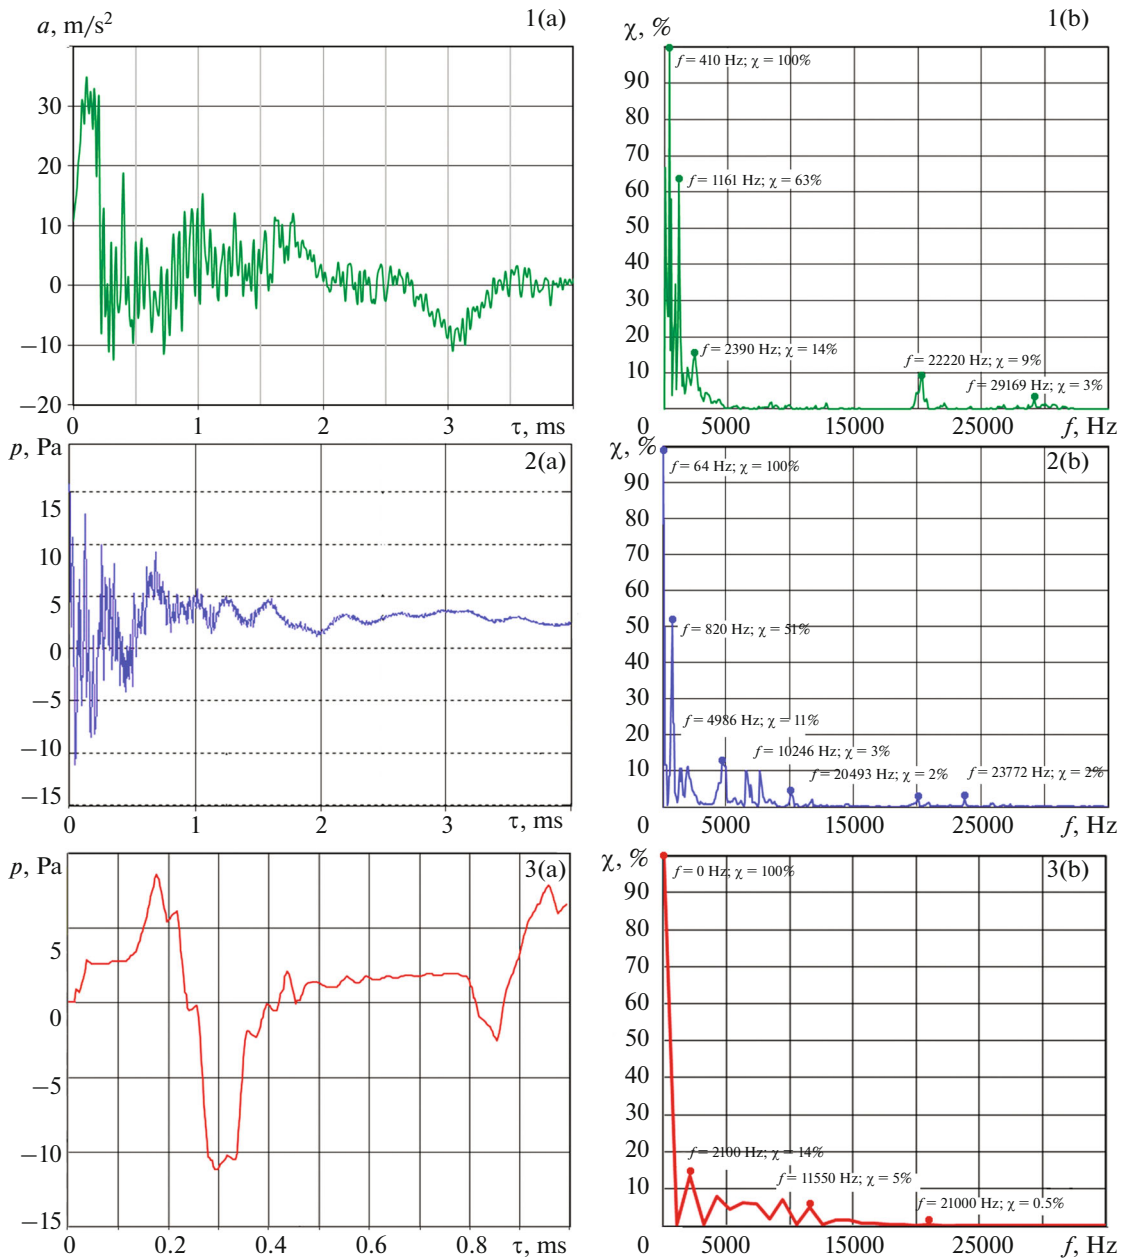 a, m/s²
1(a)
30
20
10
0
−10
−20
0
1
2
3
τ, ms
χ, %
1(b)
f = 410 Hz; χ = 100%
90
80
70
60
f = 1161 Hz; χ = 63%
50
40
30
20
f = 2390 Hz; χ = 14%
f = 22220 Hz; χ = 9%
10
f = 29169 Hz; χ = 3%
0
5000
15000
25000
f, Hz
p, Pa
2(a)
15
10
5
0
−5
−10
−15
0
1
2
3
τ, ms
χ, %
2(b)
f = 64 Hz; χ = 100%
90
80
70
60
50
f = 820 Hz; χ = 51%
40
30
20
f = 4986 Hz; χ = 11%
f = 10246 Hz; χ = 3%
10
f = 20493 Hz; χ = 2%
f = 23772 Hz; χ = 2%
0
5000
15000
25000
f, Hz
p, Pa
3(a)
5
0
−5
−10
−15
0
0.2
0.4
0.6
0.8
τ, ms
χ, %
3(b)
f = 0 Hz; χ = 100%
90
80
70
60
50
40
30
20
f = 2100 Hz; χ = 14%
f = 11550 Hz; χ = 5%
10
f = 21000 Hz; χ = 0.5%
0
5000
15000
25000
f, Hz